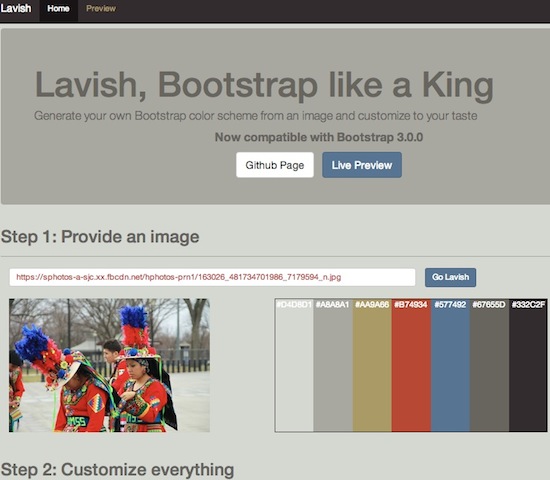 Lavish Home Preview
Lavish, Bootstrap like a King
Generate your own Bootstrap color scheme from an image and customize to your taste
Now compatible with Bootstrap 3.0.0
Github Page Live Preview
Step 1: Provide an image
https://sphotos-a-sjc.xx.fbcdn.net/hphotos-prn1/163026_481734701986_7179594_n.jpg Go Lavish
#D4D8D1 #A8A8A1 #AA9A66 #B74934 #577492 #67655D #332C2F
Step 2: Customize everything